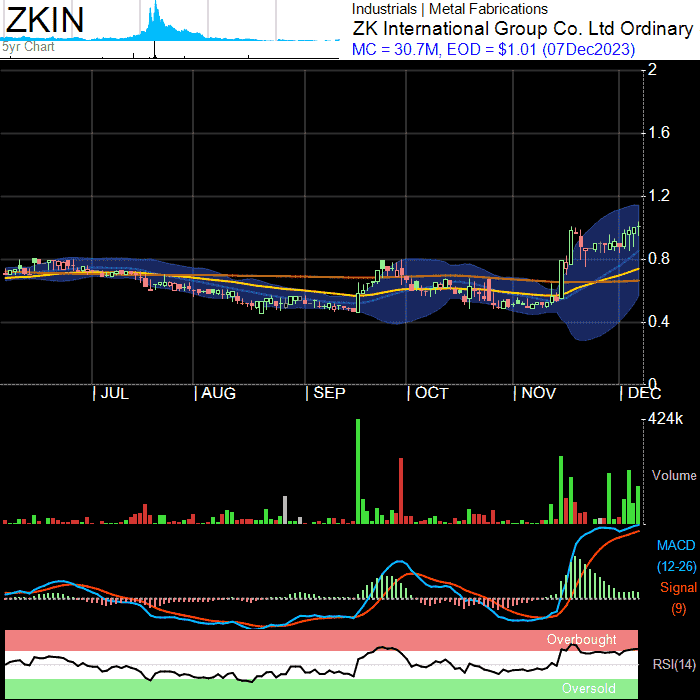 ZKIN
5yr Chart
Industrials | Metal Fabrications
ZK International Group Co. Ltd Ordinary
MC = 30.7M, EOD = $1.01 (07Dec2023)
2
1.6
1.2
0.8
0.4
0
| JUL | AUG | SEP | OCT | NOV | DEC
424k
Volume
MACD
(12-26)
Signal
(9)
Overbought
RSI(14)
Oversold